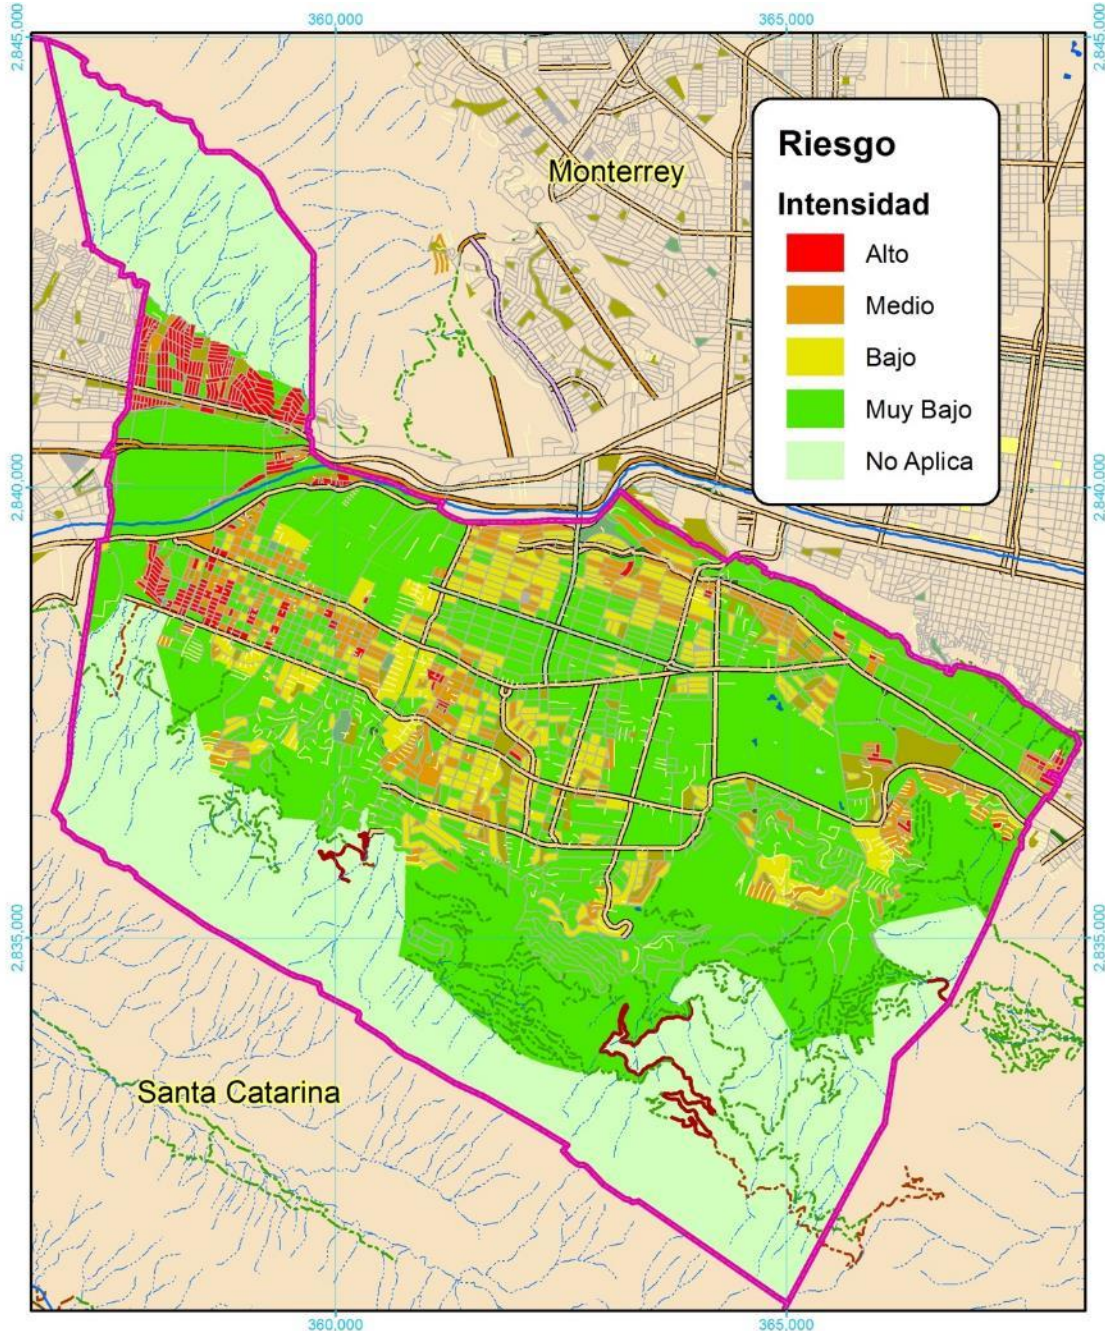 360,000
365,000
2,845,000
2,845,000
Monterrey
Riesgo
Intensidad
Alto
Medio
Bajo
Muy Bajo
No Aplica
2,840,000
2,840,000
2,835,000
2,835,000
Santa Catarina
360,000
365,000